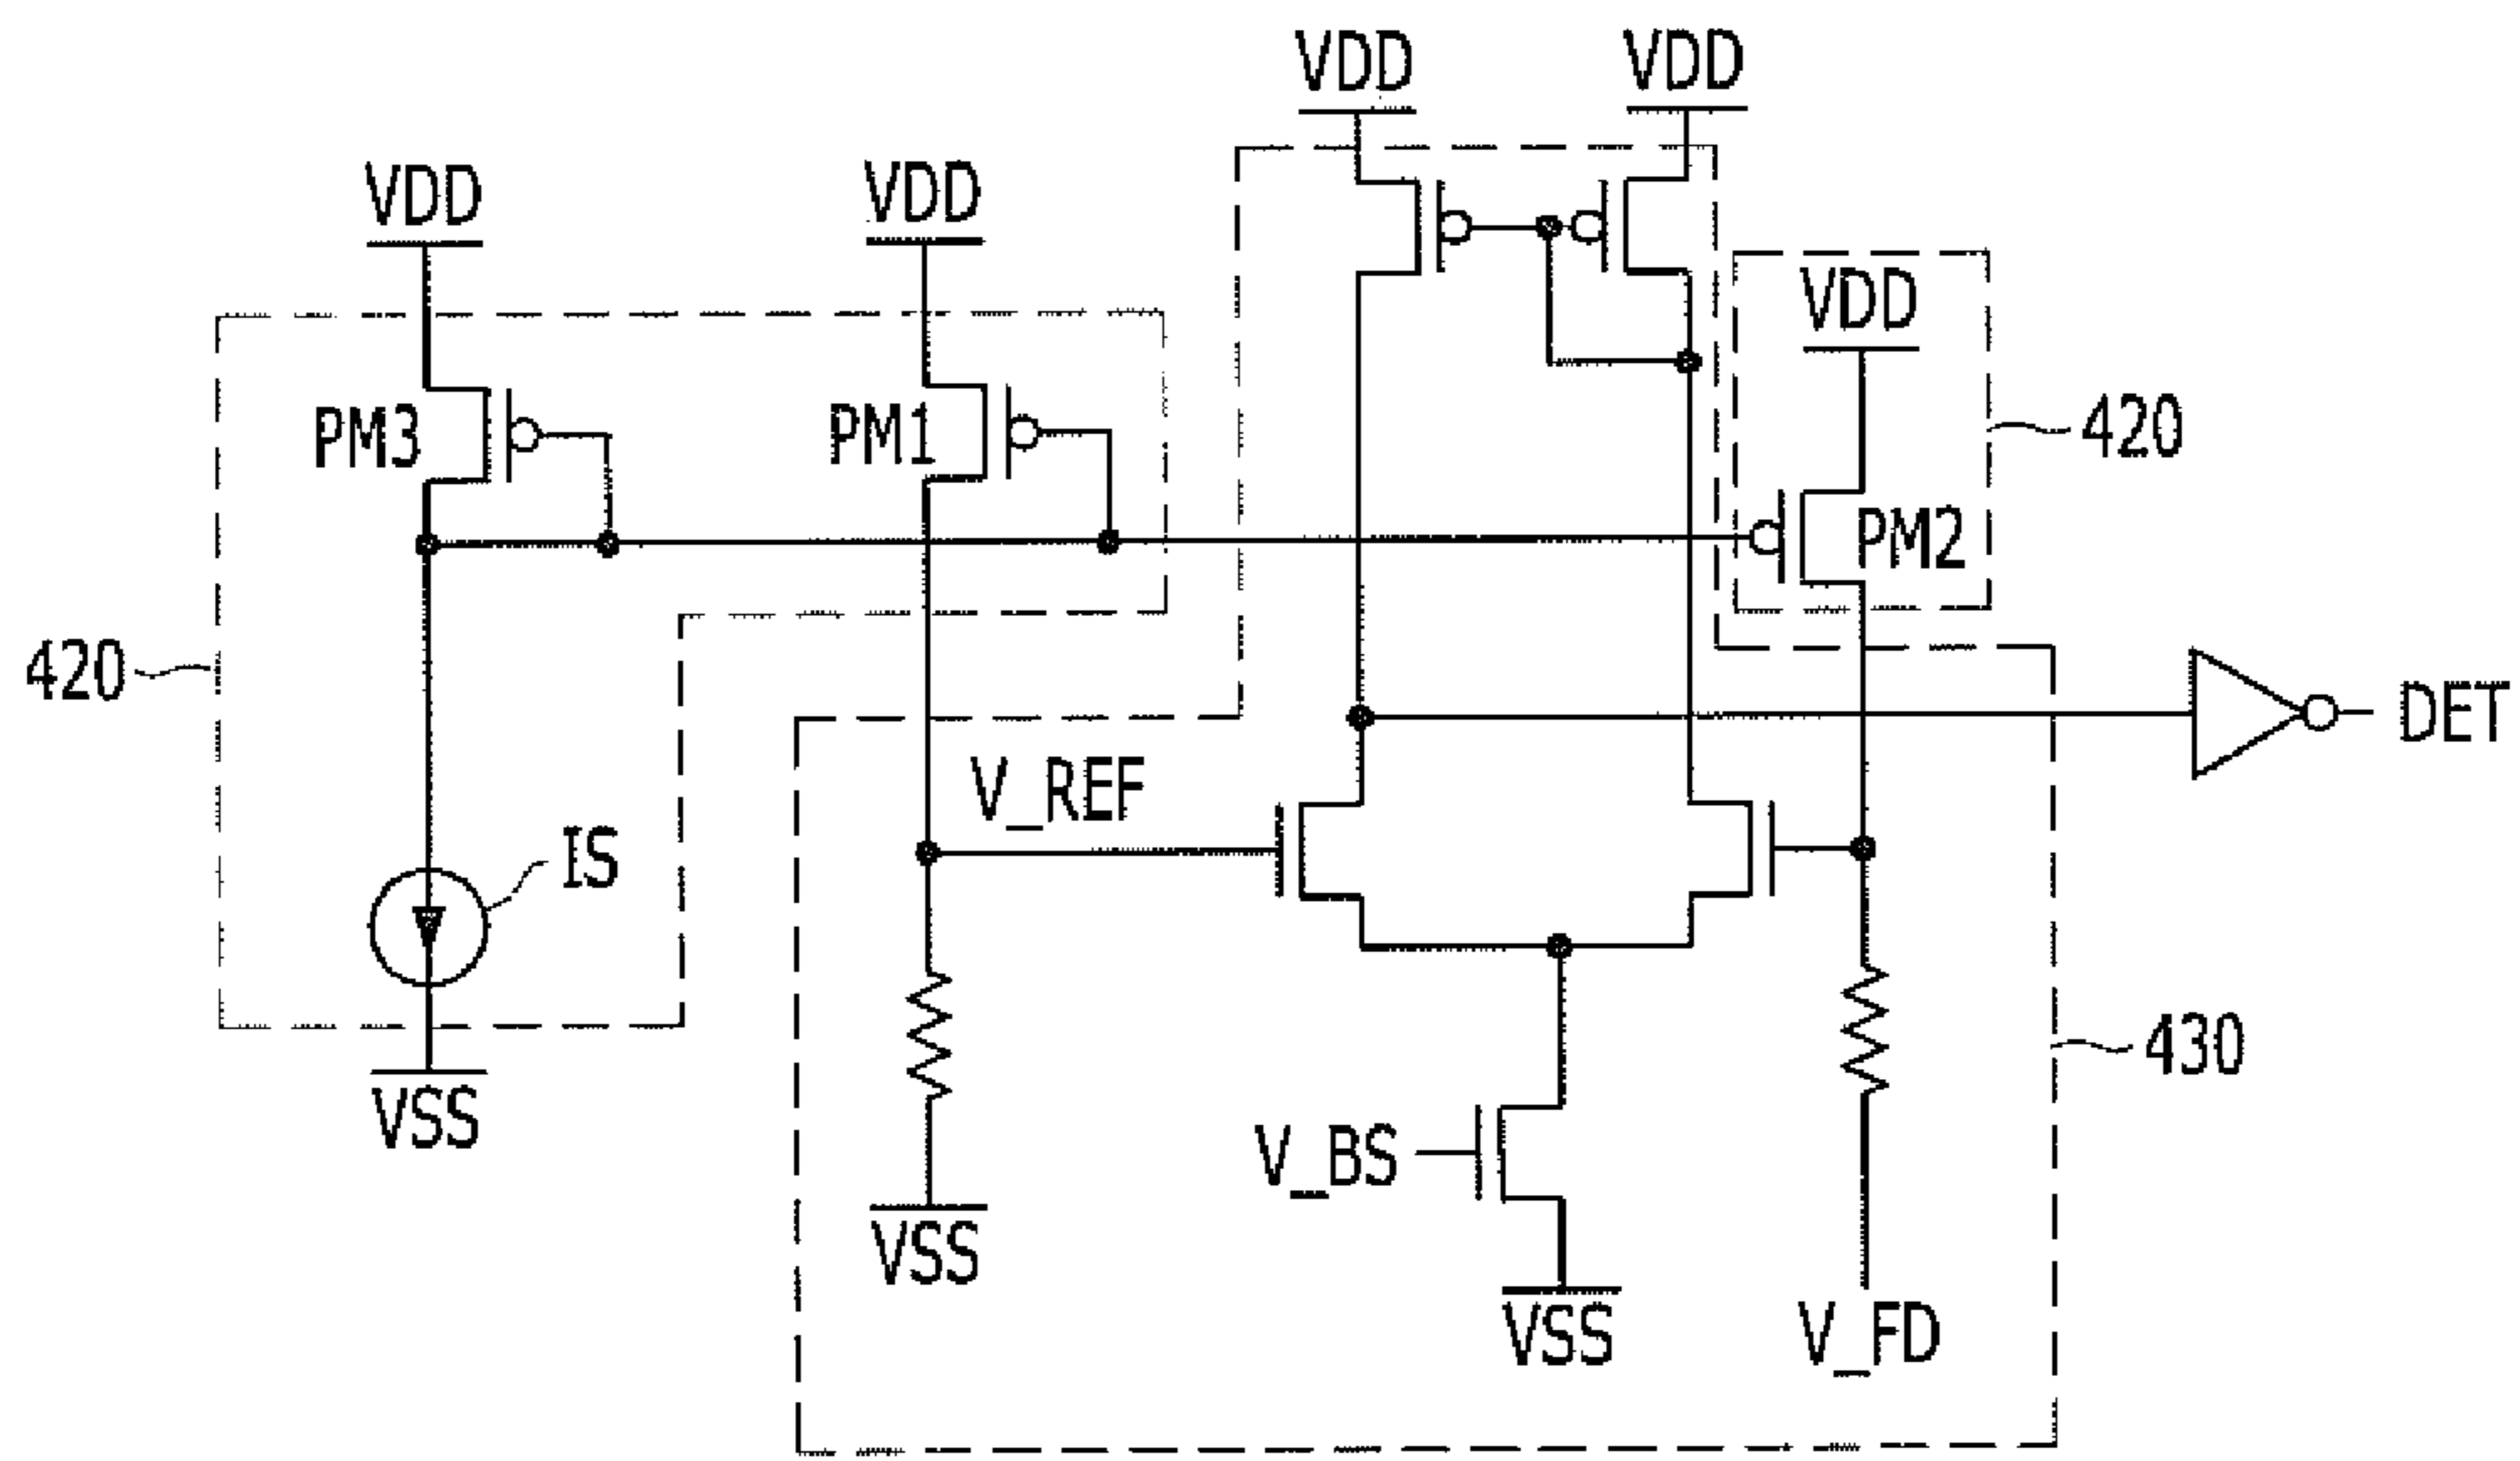 VDD
VDD
VDD
VDD
VDD
PM3
PM1
420
PM2
420
DET
V_REF
IS
430
VSS
V_BS
VSS
VSS
V_FD